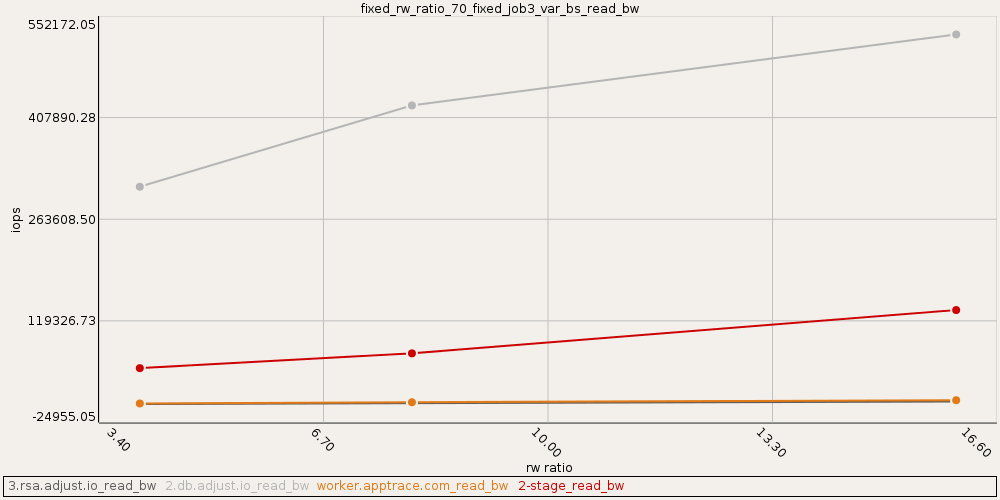 fixed_rw_ratio_70_fixed_job3_var_bs_read_bw
552172.05
407890.28
263608.50
119326.73
-24955.05
iops
3.40
6.70
10.00
13.30
16.60
rw ratio
3.rsa.adjust.io_read_bw 2.db.adjust.io_read_bw worker.apptrace.com_read_bw 2-stage_read_bw